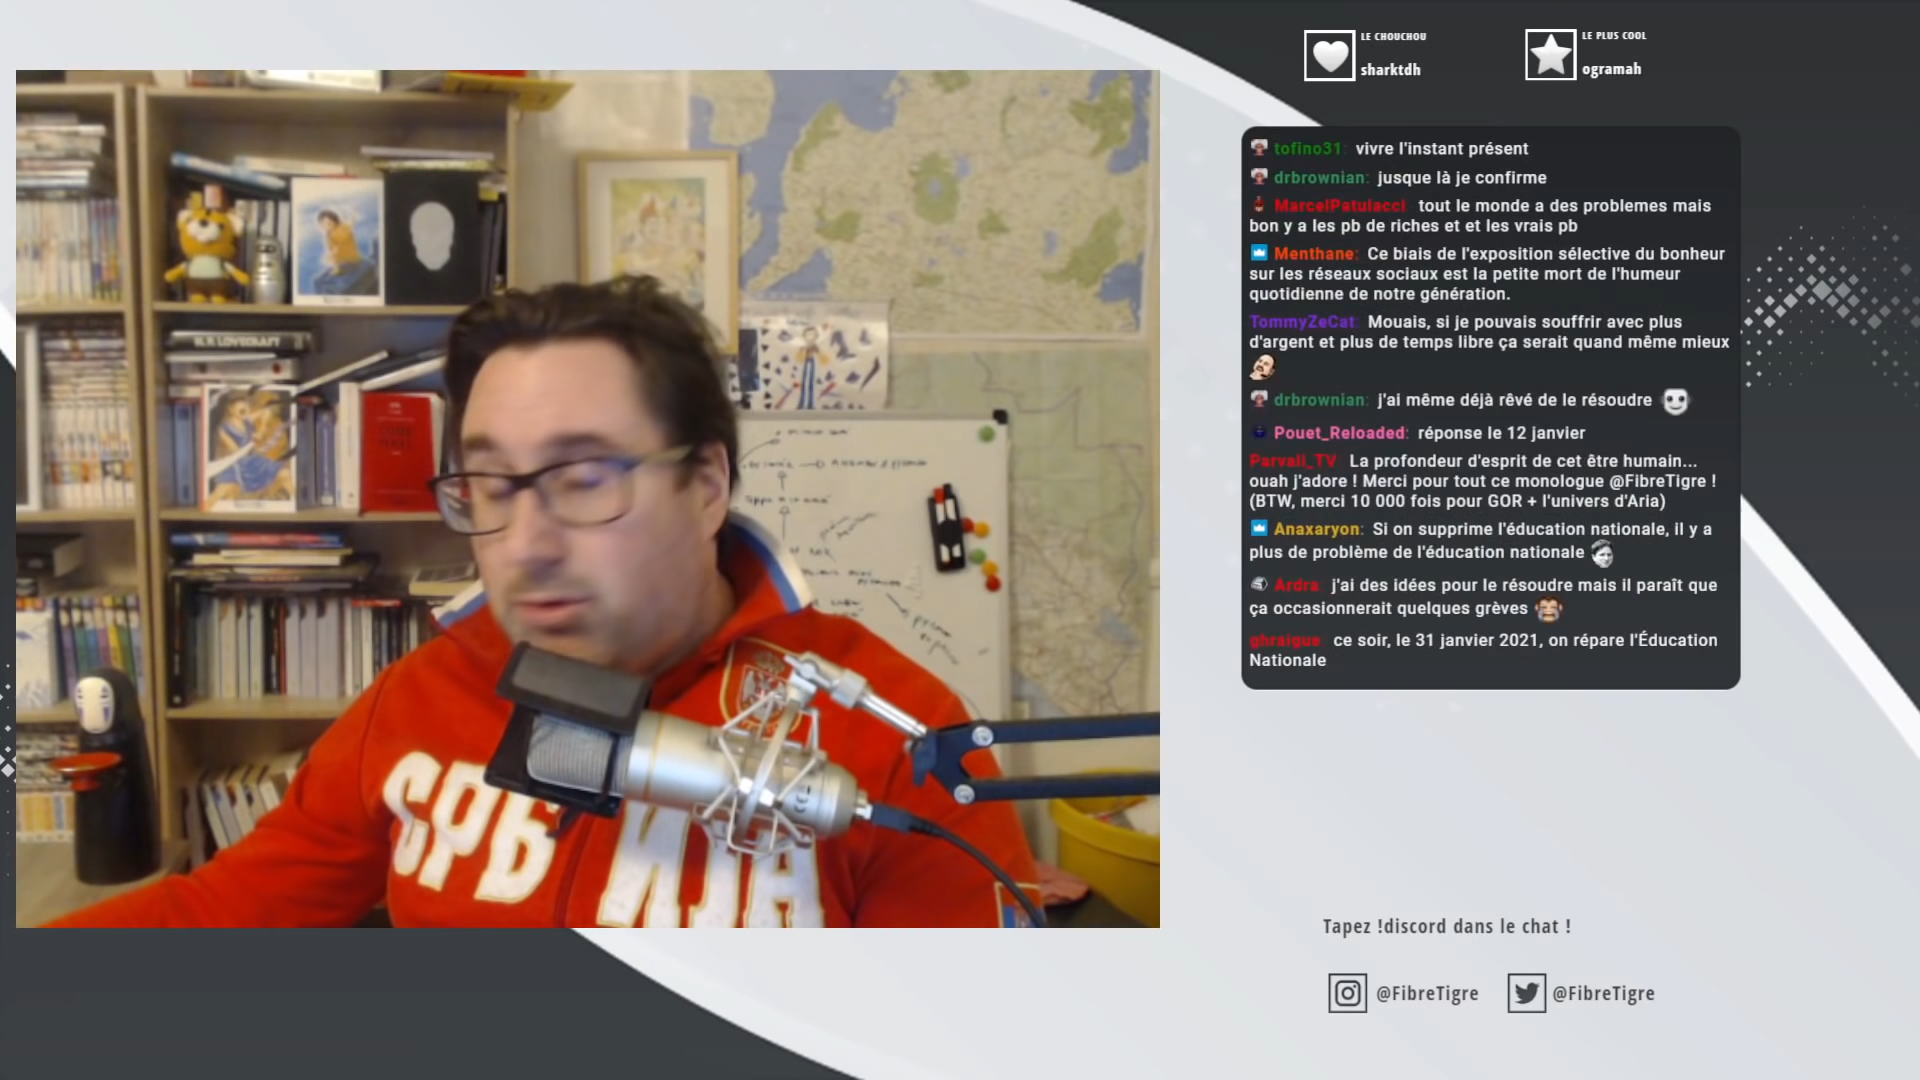 LE CHOUCHOU
sharktdh
LE PLUS COOL
ogramah
tofino31: vivre l'instant présent
drbrownian: jusque là je confirme
MarcelPatulacci: tout le monde a des problemes mais
bon y a les pb de riches et et les vrais pb
Menthane: Ce biais de l'exposition sélective du bonheur
sur les réseaux sociaux est la petite mort de l'humeur
quotidienne de notre génération.
TommyZeCat: Mouais, si je pouvais souffrir avec plus
d'argent et plus de temps libre ça serait quand même mieux
drbrownian: j'ai même déjà rêvé de le résoudre
Pouet_Reloaded: réponse le 12 janvier
Parvali_TV: La profondeur d'esprit de cet être humain...
ouah j'adore ! Merci pour tout ce monologue @FibreTigre !
(BTW, merci 10 000 fois pour GOR + l'univers d'Aria)
Anaxaryon: Si on supprime l'éducation nationale, il y a
plus de problème de l'éducation nationale
Ardra: j'ai des idées pour le résoudre mais il paraît que
ça occasionnerait quelques grèves
ghraigue: ce soir, le 31 janvier 2021, on répare l'Éducation
Nationale
H.P. LOVECRAFT
СРБИЈА
Tapez !discord dans le chat !
@FibreTigre
@FibreTigre